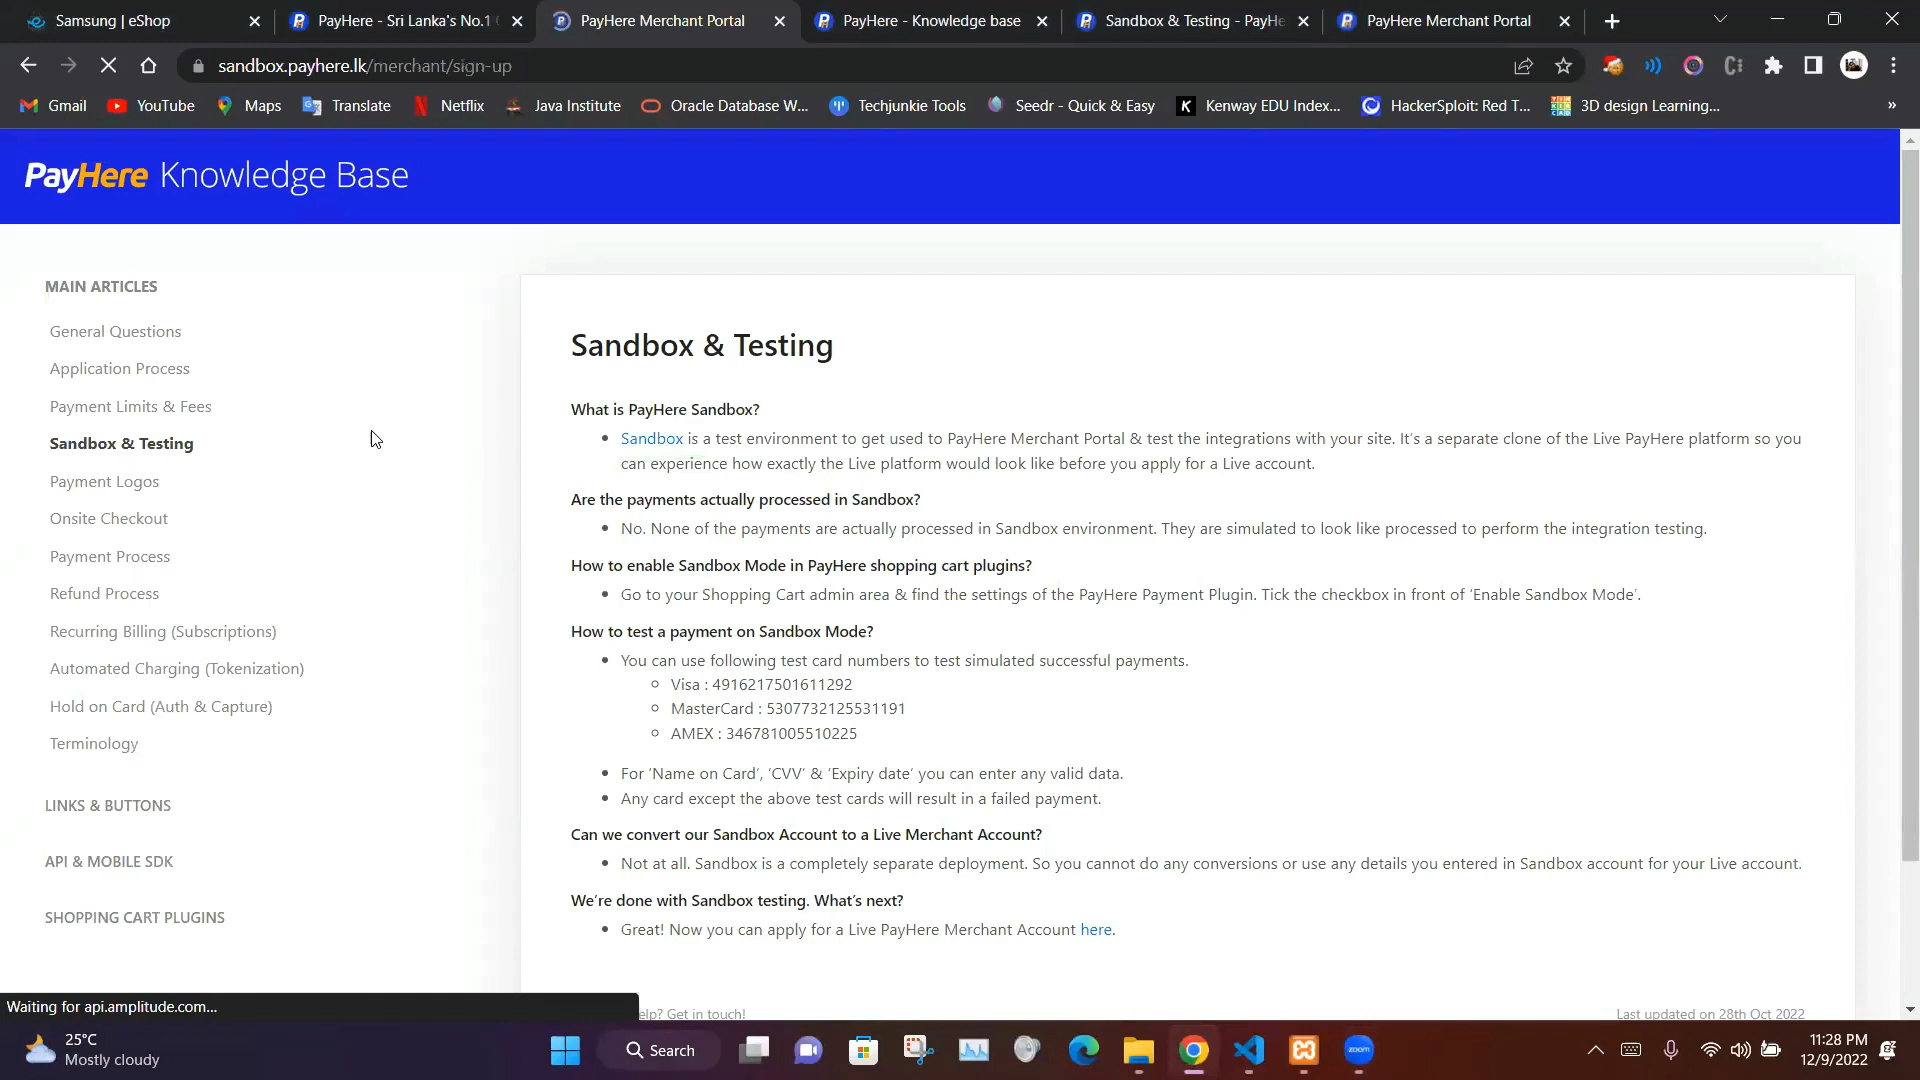 Samsung | eShop
PayHere - Sri Lanka's No.1
PayHere Merchant Portal
PayHere - Knowledge base
Sandbox & Testing - PayHe
PayHere Merchant Portal
sandbox.payhere.lk/merchant/sign-up
Gmail
YouTube
Maps
Translate
Netflix
Java Institute
Oracle Database W...
Techjunkie Tools
Seedr - Quick & Easy
Kenway EDU Index...
HackerSploit: Red T...
3D design Learning...
PayHere Knowledge Base
MAIN ARTICLES
General Questions
Application Process
Payment Limits & Fees
Sandbox & Testing
Payment Logos
Onsite Checkout
Payment Process
Refund Process
Recurring Billing (Subscriptions)
Automated Charging (Tokenization)
Hold on Card (Auth & Capture)
Terminology
LINKS & BUTTONS
API & MOBILE SDK
SHOPPING CART PLUGINS
Sandbox & Testing
What is PayHere Sandbox?
Sandbox is a test environment to get used to PayHere Merchant Portal & test the integrations with your site. It's a separate clone of the Live PayHere platform so you
can experience how exactly the Live platform would look like before you apply for a Live account.
Are the payments actually processed in Sandbox?
No. None of the payments are actually processed in Sandbox environment. They are simulated to look like processed to perform the integration testing.
How to enable Sandbox Mode in PayHere shopping cart plugins?
Go to your Shopping Cart admin area & find the settings of the PayHere Payment Plugin. Tick the checkbox in front of ‘Enable Sandbox Mode’.
How to test a payment on Sandbox Mode?
You can use following test card numbers to test simulated successful payments.
Visa : 4916217501611292
MasterCard : 5307732125531191
AMEX : 346781005510225
For ‘Name on Card’, ‘CVV’ & ‘Expiry date’ you can enter any valid data.
Any card except the above test cards will result in a failed payment.
Can we convert our Sandbox Account to a Live Merchant Account?
Not at all. Sandbox is a completely separate deployment. So you cannot do any conversions or use any details you entered in Sandbox account for your Live account.
We’re done with Sandbox testing. What’s next?
Great! Now you can apply for a Live PayHere Merchant Account here.
elp? Get in touch!
Last updated on 28th Oct 2022
Waiting for api.amplitude.com...
25°C
Mostly cloudy
Search
zoom
11:28 PM
12/9/2022